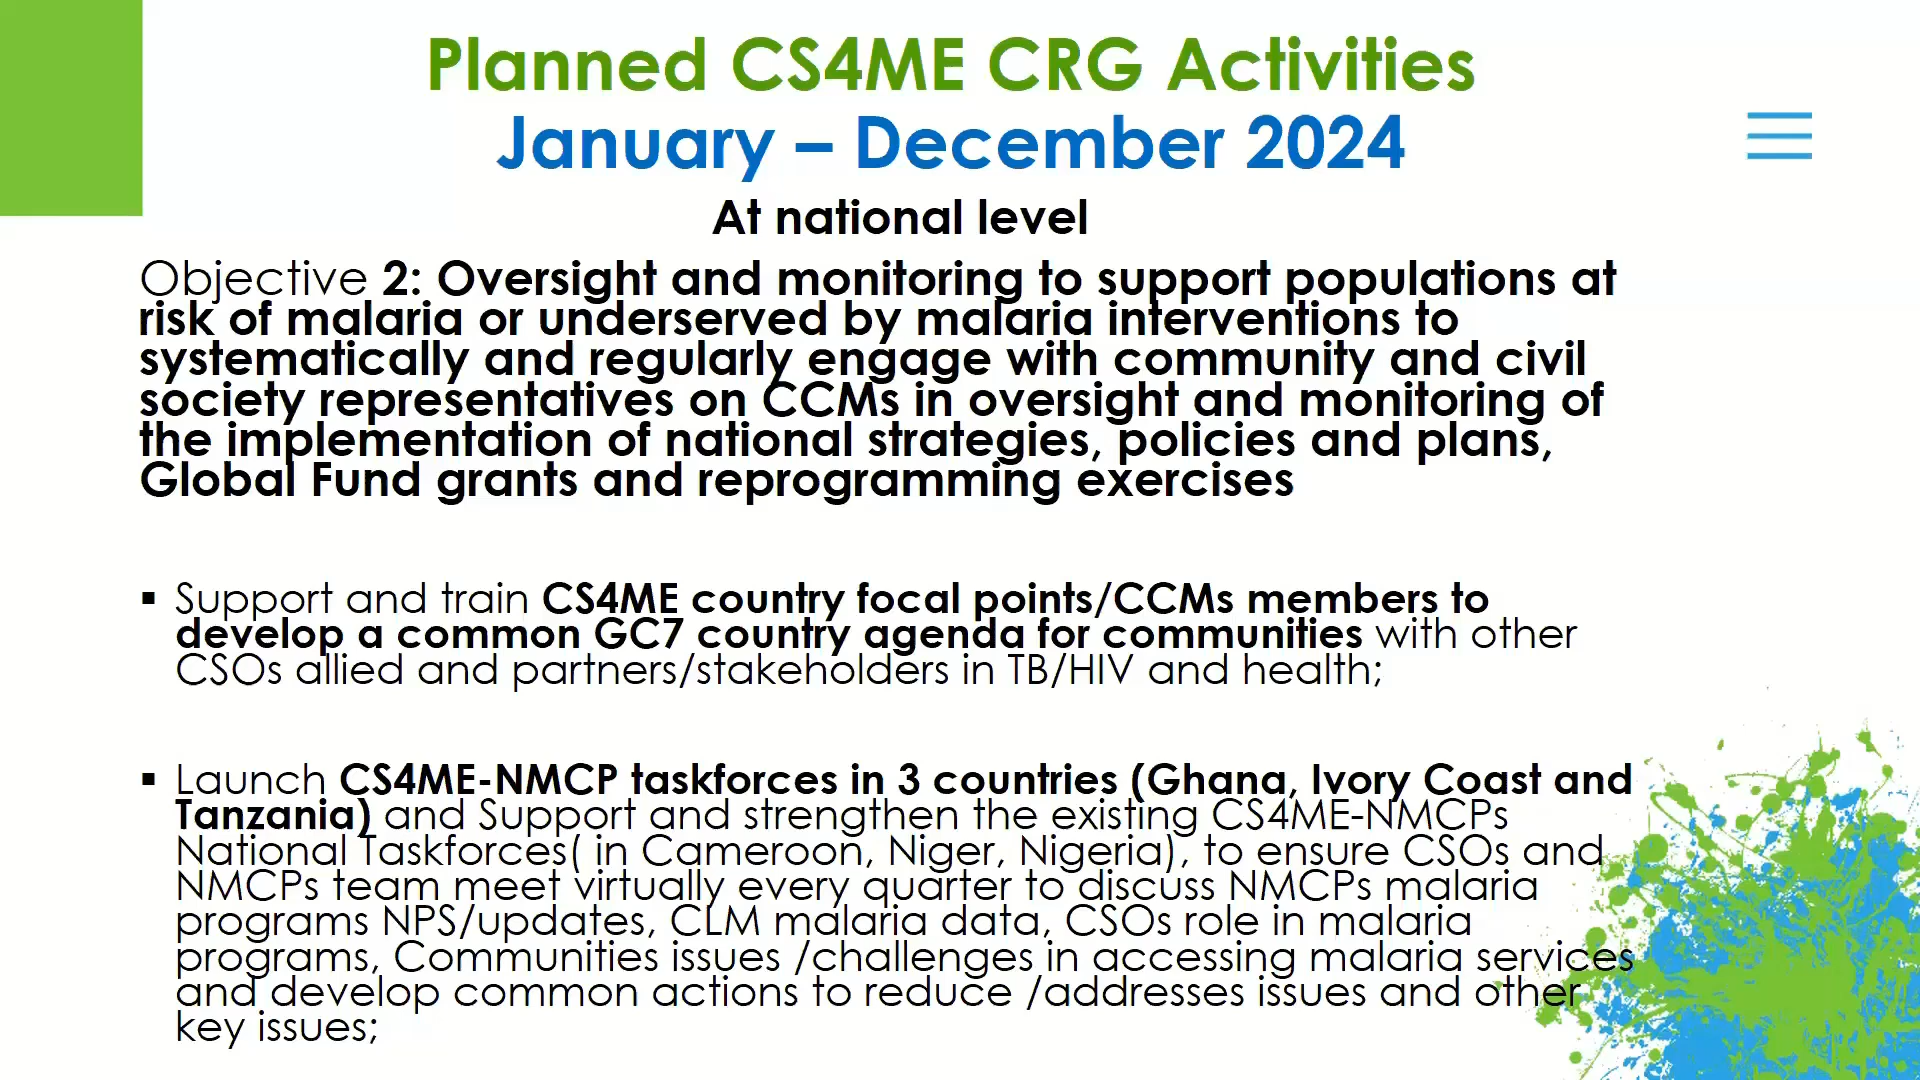 Planned CS4ME CRG Activities
January – December 2024
At national level
Objective 2: Oversight and monitoring to support populations at
risk of malaria or underserved by malaria interventions to
systematically and regularly engage with community and civil
society representatives on CCMs in oversight and monitoring of
the implementation of national strategies, policies and plans,
Global Fund grants and reprogramming exercises
▪ Support and train CS4ME country focal points/CCMs members to
develop a common GC7 country agenda for communities with other
CSOs allied and partners/stakeholders in TB/HIV and health;
▪ Launch CS4ME-NMCP taskforces in 3 countries (Ghana, Ivory Coast and
Tanzania) and Support and strengthen the existing CS4ME-NMCPs
National Taskforces( in Cameroon, Niger, Nigeria), to ensure CSOs and
NMCPs team meet virtually every quarter to discuss NMCPs malaria
programs NPS/updates, CLM malaria data, CSOs role in malaria
programs, Communities issues /challenges in accessing malaria services
and develop common actions to reduce /addresses issues and other
key issues;